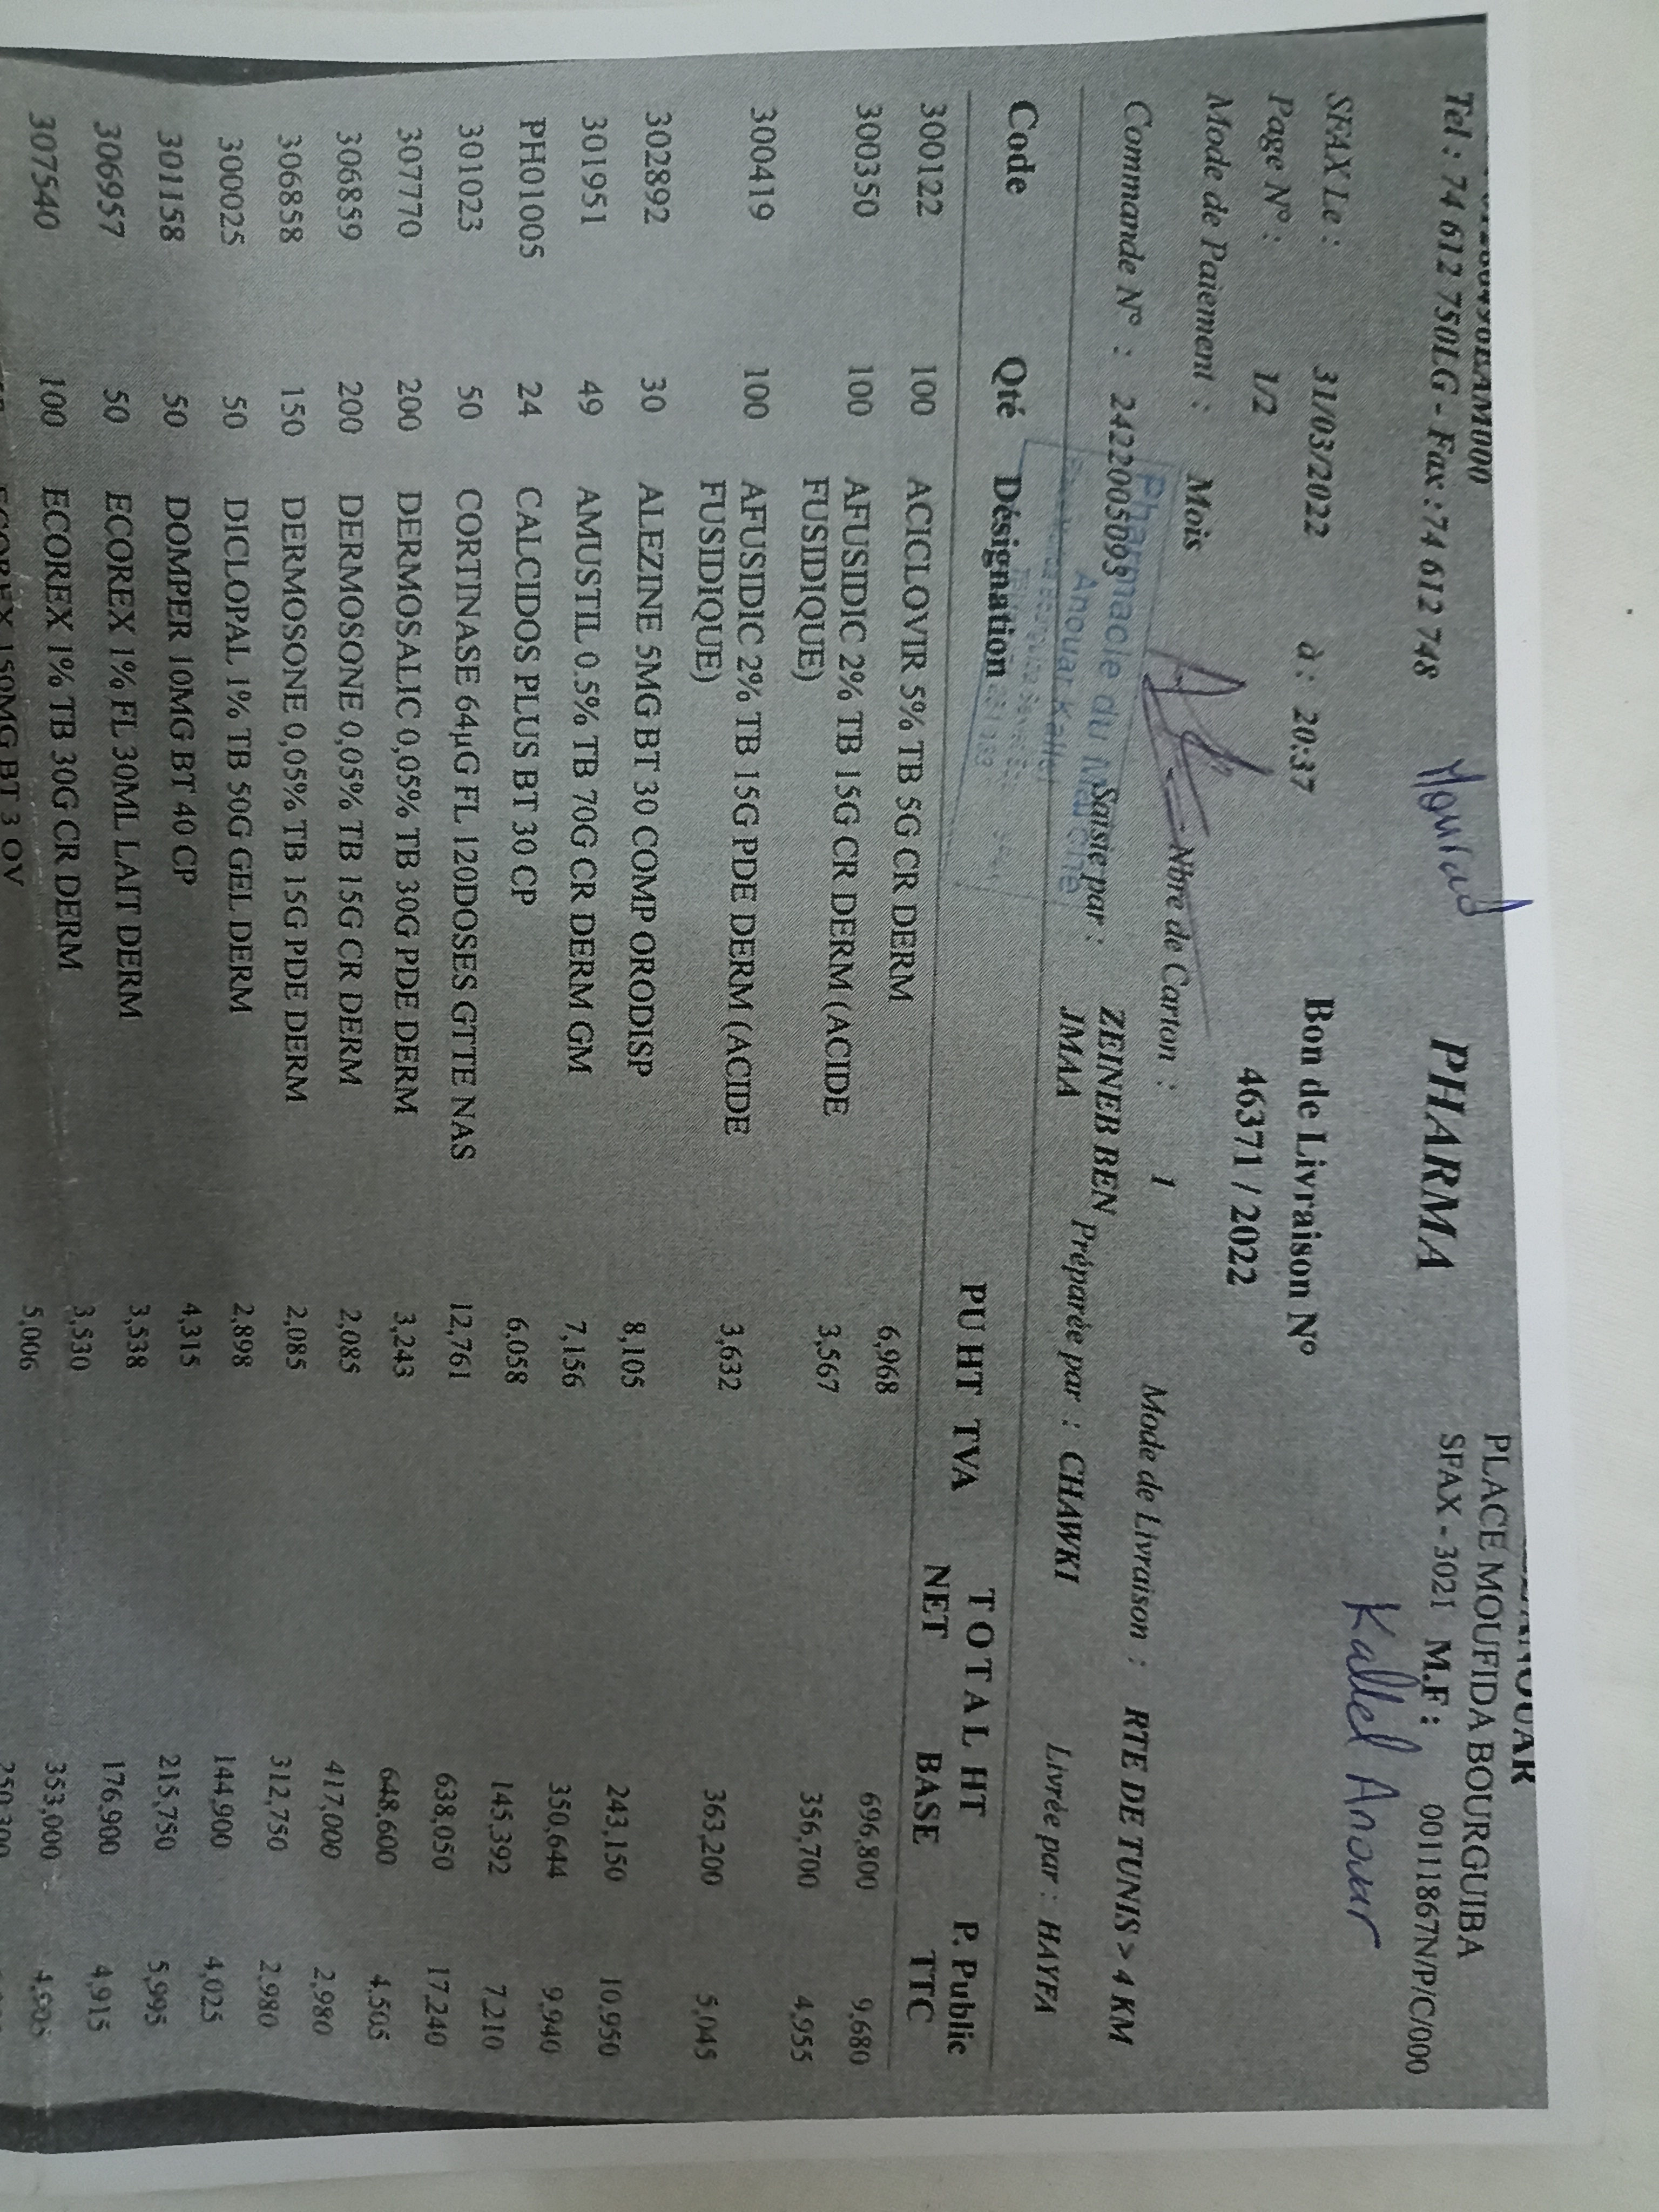 PLACE MOUFIDA BOURGUIBA
Tel : 74 612 750LG - Fax : 74 612 748 Mourad PHARMA SFAX - 3021 M.F : 00111867N/P/C/000
Kallel Anour
SFAX Le : 31/03/2022 à : 20:37 Bon de Livraison N°
Page N° : 1/2 46371 / 2022
Mode de Paiement : Mois Nbre de Carton : 1 Mode de Livraison : RTE DE TUNIS > 4 KM
Commande N° : 2422005093 Saisie par : ZEINEB BEN JMAA Préparée par : CHAWKI Livrée par : HAYFA
Pharmacie du
Anouar Kallel
Code Qté Désignation PU HT TVA TOTAL HT P. Public
NET BASE TTC
300122 100 ACICLOVIR 5% TB 5G CR DERM 6,968 696,800 9,680
300350 100 AFUSIDIC 2% TB 15G CR DERM (ACIDE 3,567 356,700 4,955
FUSIDIQUE)
300419 100 AFUSIDIC 2% TB 15G PDE DERM (ACIDE 3,632 363,200 5,045
FUSIDIQUE)
302892 30 ALEZINE 5MG BT 30 COMP ORODISP 8,105 243,150 10,950
301951 49 AMUSTIL 0.5% TB 70G CR DERM GM 7,156 350,644 9,940
PH01005 24 CALCIDOS PLUS BT 30 CP 6,058 145,392 7,210
301023 50 CORTINASE 64µG FL 120DOSES GTTE NAS 12,761 638,050 17,240
307770 200 DERMOSALIC 0,05% TB 30G PDE DERM 3,243 648,600 4,505
306859 200 DERMOSONE 0,05% TB 15G CR DERM 2,085 417,000 2,980
306858 150 DERMOSONE 0,05% TB 15G PDE DERM 2,085 312,750 2,980
300025 50 DICLOPAL 1% TB 50G GEL DERM 2,898 144,900 4,025
301158 50 DOMPER 10MG BT 40 CP 4,315 215,750 5,995
306957 50 ECOREX 1% FL 30ML LAIT DERM 3,538 176,900 4,915
307540 100 ECOREX 1% TB 30G CR DERM 3,530 353,000
ECOREX 150MG BT 3 OV 5,006 250,300